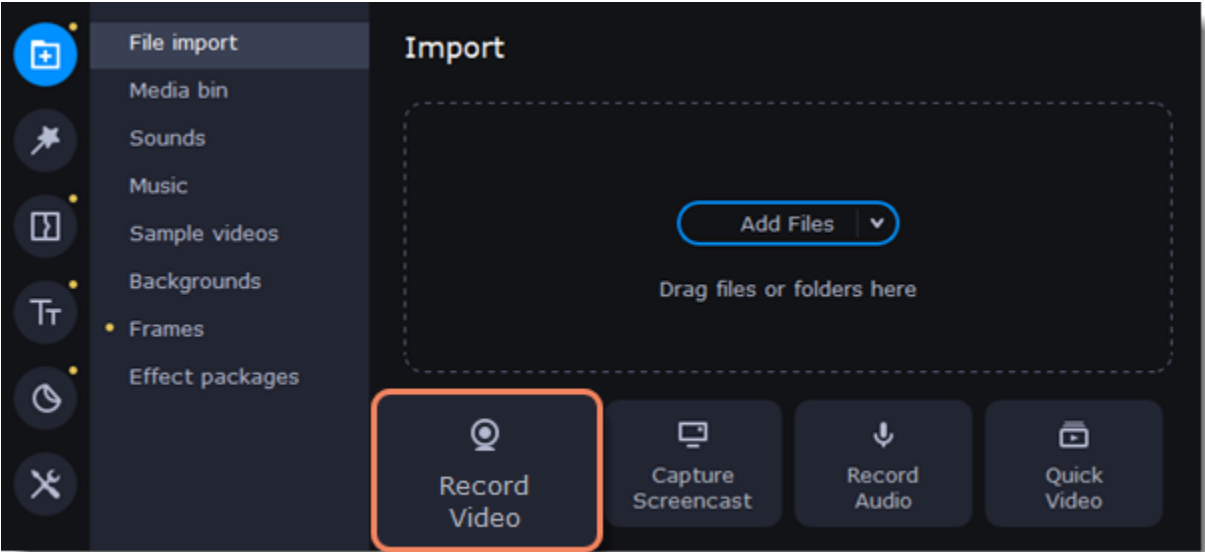 File import
Media bin
Sounds
Music
Sample videos
Backgrounds
Frames
Effect packages
Import
Add Files
Drag files or folders here
Record
Video
Capture
Screencast
Record
Audio
Quick
Video